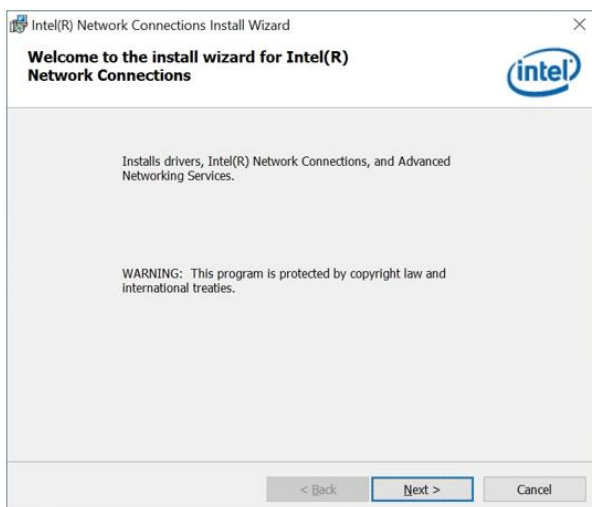 Intel(R) Network Connections Install Wizard
Welcome to the install wizard for Intel(R)
Network Connections
intel
Installs drivers, Intel(R) Network Connections, and Advanced
Networking Services.
WARNING: This program is protected by copyright law and
international treaties.
< Back
Next >
Cancel